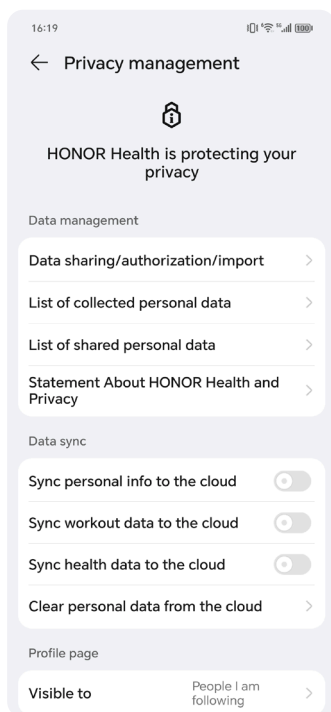 16:19
5G
100
Privacy management
HONOR Health is protecting your
privacy
Data management
Data sharing/authorization/import
List of collected personal data
List of shared personal data
Statement About HONOR Health and
Privacy
Data sync
Sync personal info to the cloud
Sync workout data to the cloud
Sync health data to the cloud
Clear personal data from the cloud
Profile page
Visible to
People I am
following